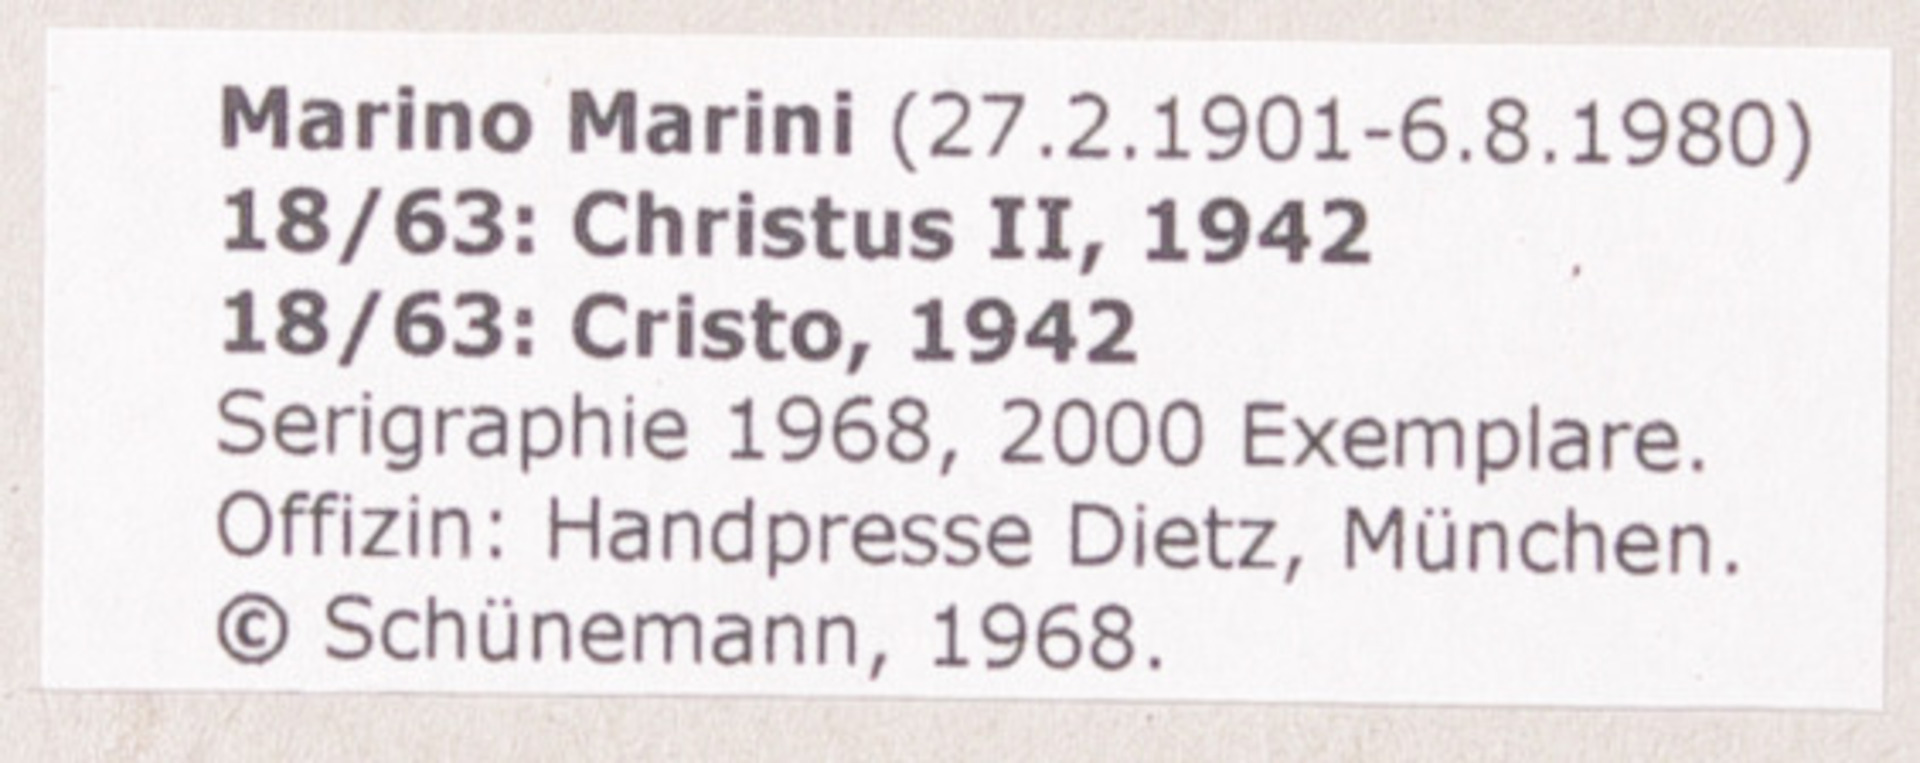 Marino Marini (27.2.1901-6.8.1980)
18/63: Christus II, 1942
18/63: Cristo, 1942
Serigraphie 1968, 2000 Exemplare.
Offizin: Handpresse Dietz, München.
© Schünemann, 1968.